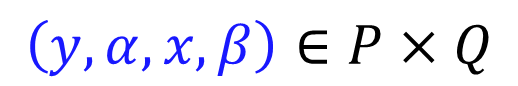 (y, α, x, β) ∈ P × Q